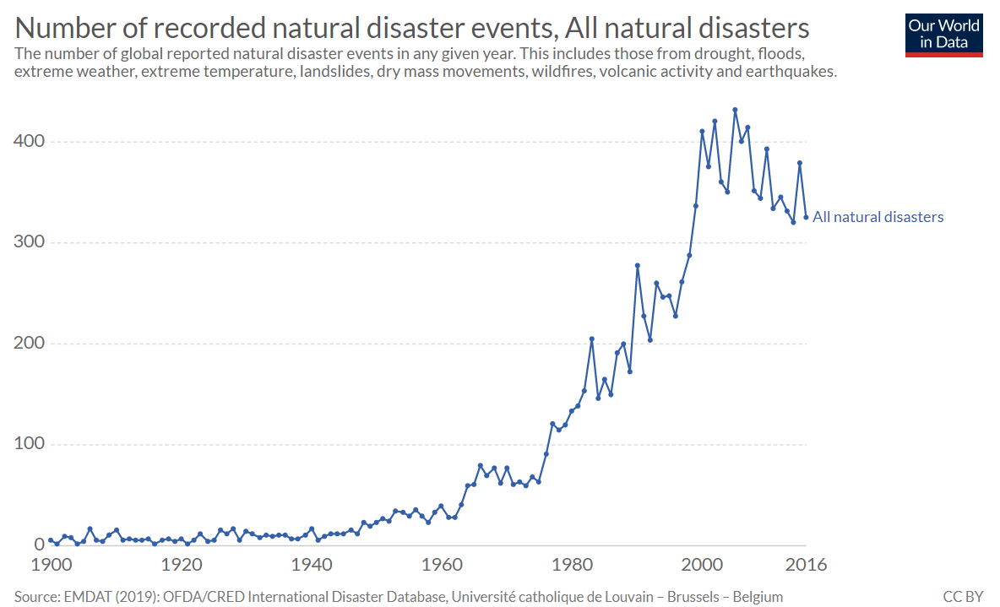 Number of recorded natural disaster events, All natural disasters
Our World
in Data
The number of global reported natural disaster events in any given year. This includes those from drought, floods,
extreme weather, extreme temperature, landslides, dry mass movements, wildfires, volcanic activity and earthquakes.
400
300
All natural disasters
200
100
0
1900 1920 1940 1960 1980 2000 2016
Source: EMDAT (2019): OFDA/CRED International Disaster Database, Université catholique de Louvain – Brussels – Belgium
CC BY